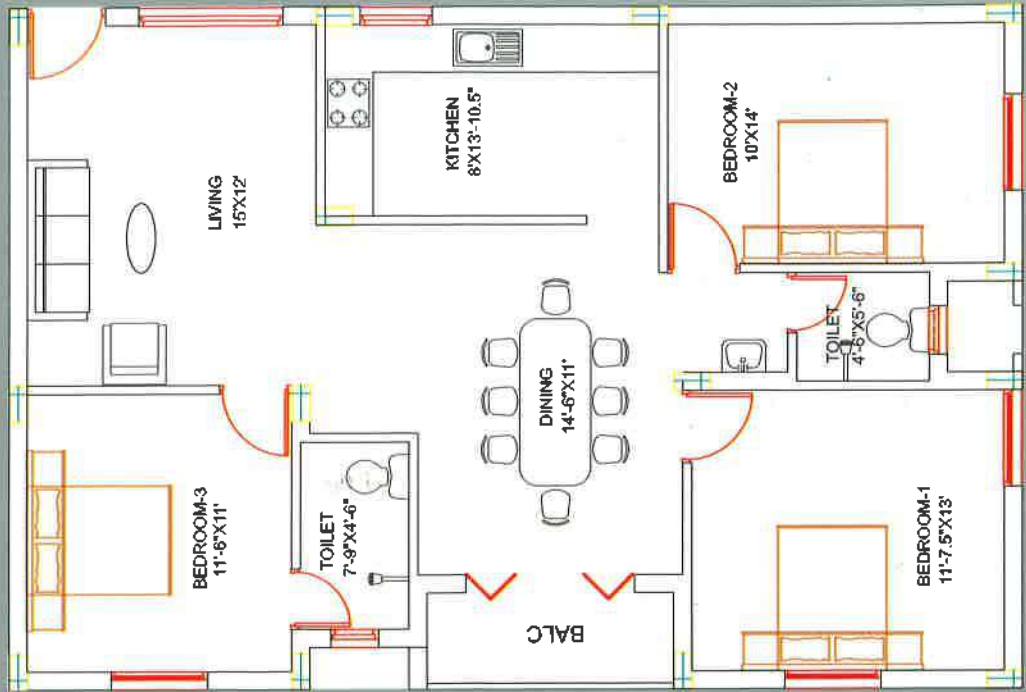 LIVING
15'X12'
KITCHEN
8'X13'-10.5"
BEDROOM-2
10'X14'
TOILET
4'-6"X5'-6"
DINING
14'-6"X11'
BEDROOM-3
11'-6"X11'
TOILET
7'-9"X4'-6"
BALC
BEDROOM-1
11'-7.5"X13'